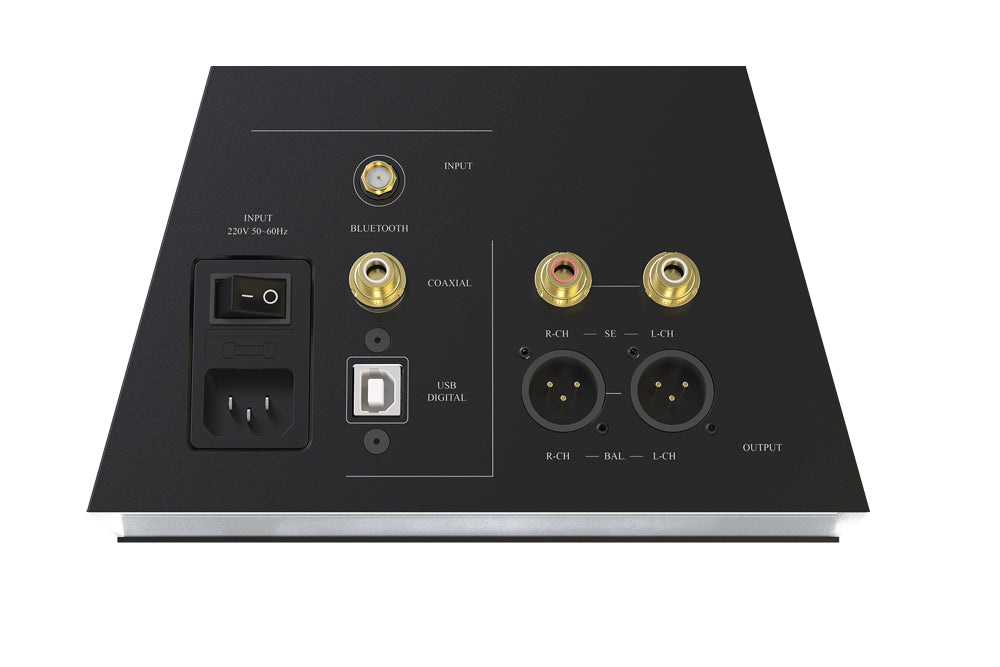 INPUT
BLUETOOTH
INPUT
220V 50~60Hz
COAXIAL
USB
DIGITAL
R-CH — SE — L-CH
R-CH — BAL. — L-CH
OUTPUT